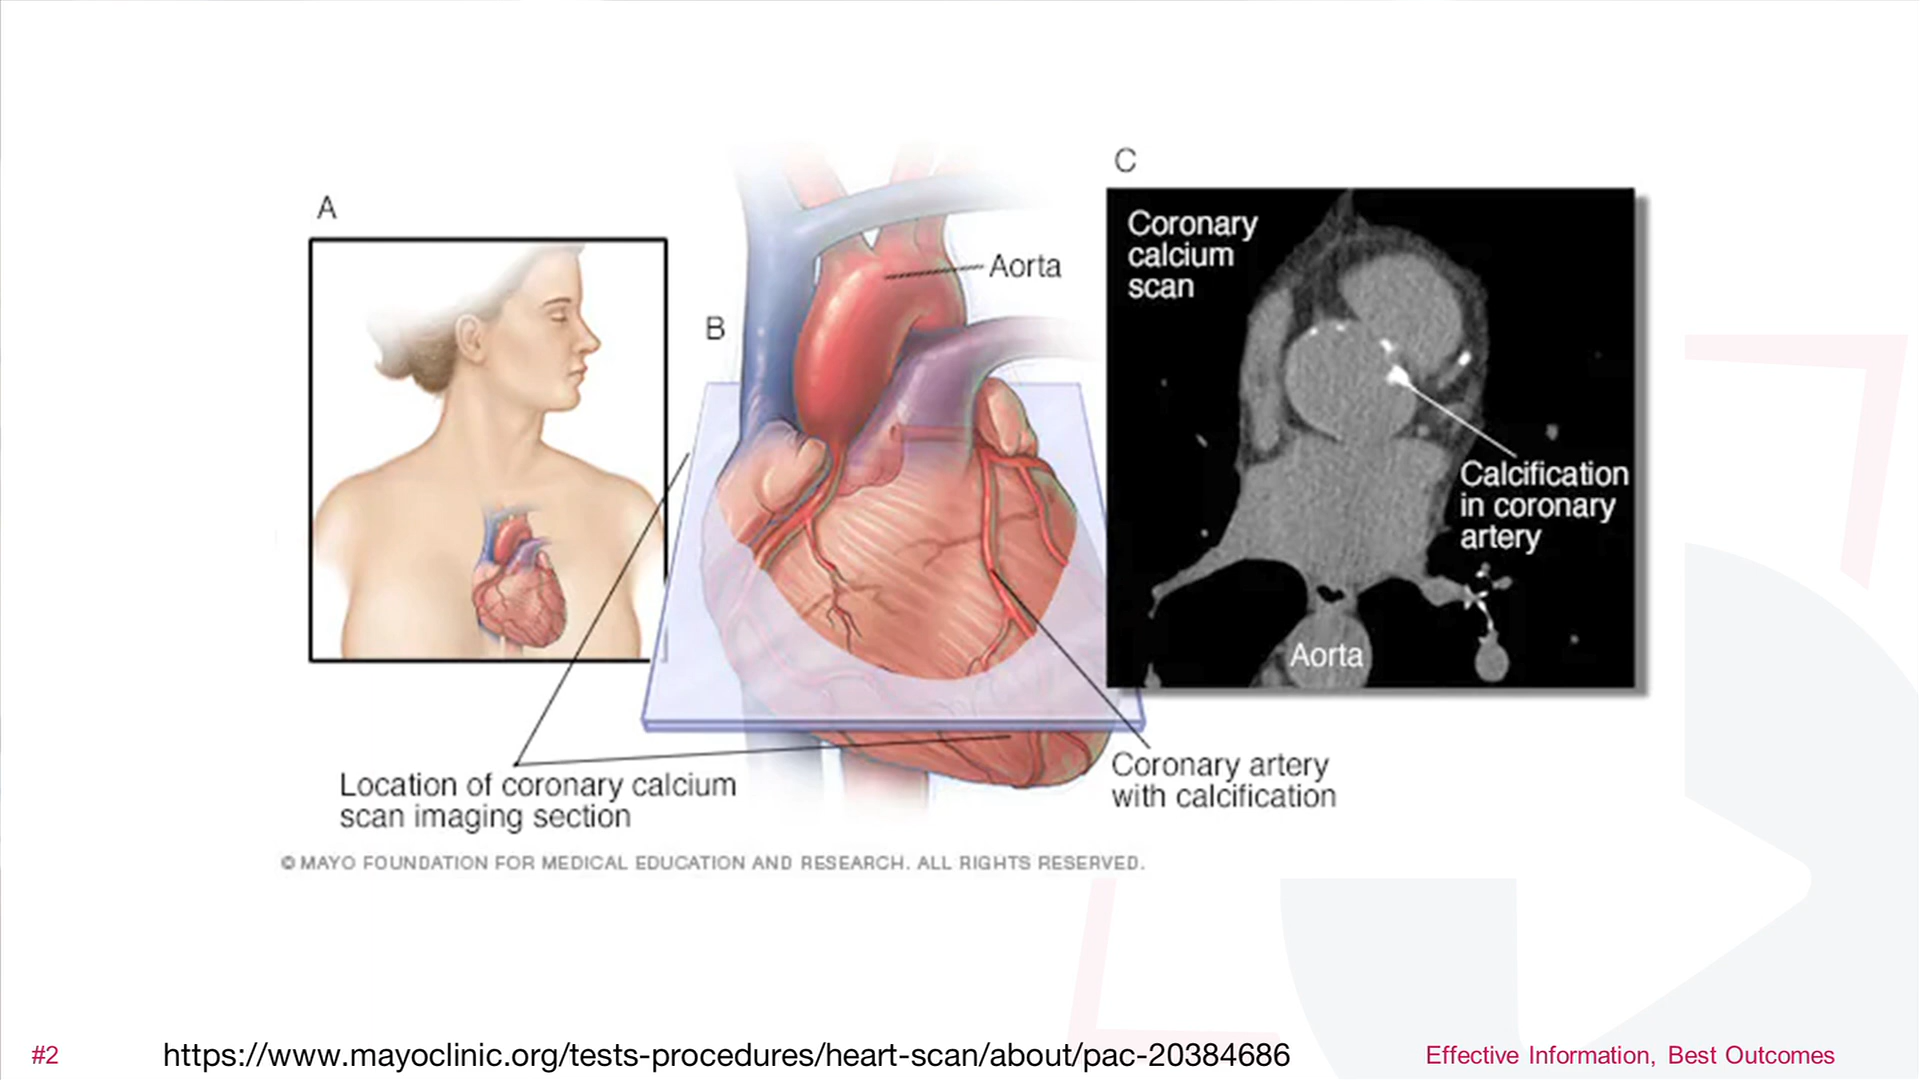 A
B
Aorta
C
Coronary
calcium
scan
Calcification
in coronary
artery
Aorta
Location of coronary calcium
scan imaging section
Coronary artery
with calcification
© MAYO FOUNDATION FOR MEDICAL EDUCATION AND RESEARCH. ALL RIGHTS RESERVED.
#2
https://www.mayoclinic.org/tests-procedures/heart-scan/about/pac-20384686
Effective Information, Best Outcomes